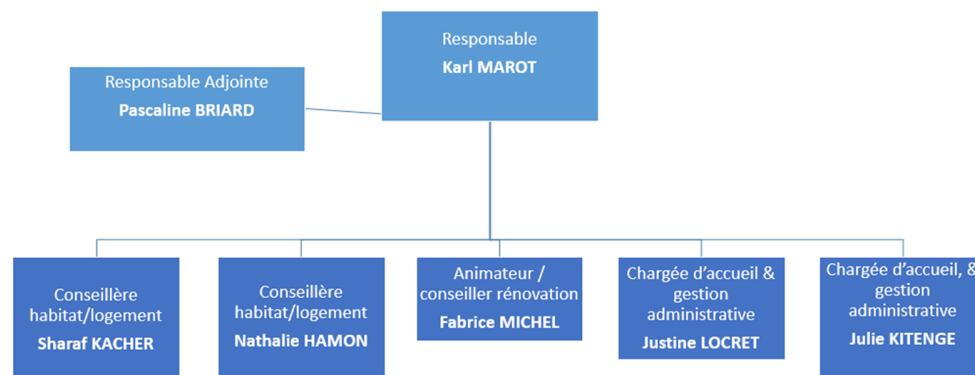 Responsable
Karl MAROT
Responsable Adjointe
Pascaline BRIARD
Conseillère
habitat/logement
Sharaf KACHER
Conseillère
habitat/logement
Nathalie HAMON
Animateur /
conseiller rénovation
Fabrice MICHEL
Chargée d'accueil &
gestion
administrative
Justine LOCRET
Chargée d'accueil, &
gestion
administrative
Julie KITENGE